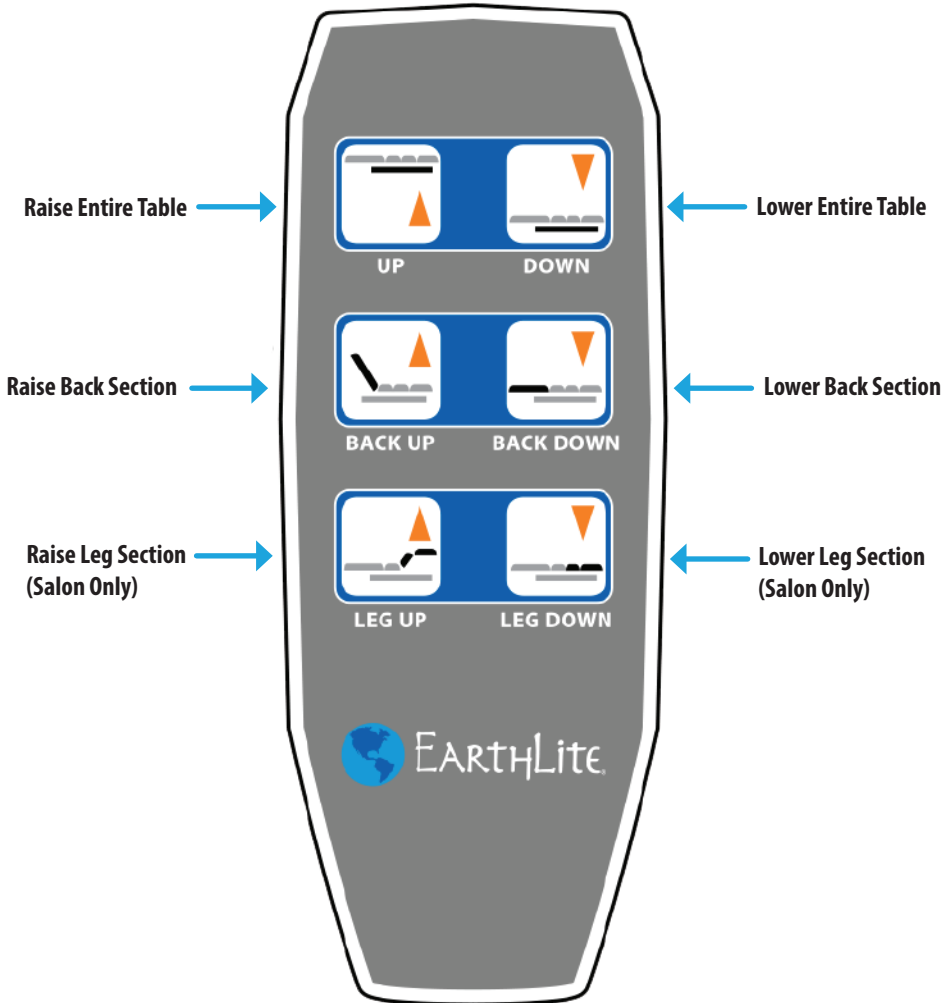 Raise Entire Table
Lower Entire Table
UP
DOWN
Raise Back Section
Lower Back Section
BACK UP
BACK DOWN
Raise Leg Section
(Salon Only)
Lower Leg Section
(Salon Only)
LEG UP
LEG DOWN
EARTHLITE®